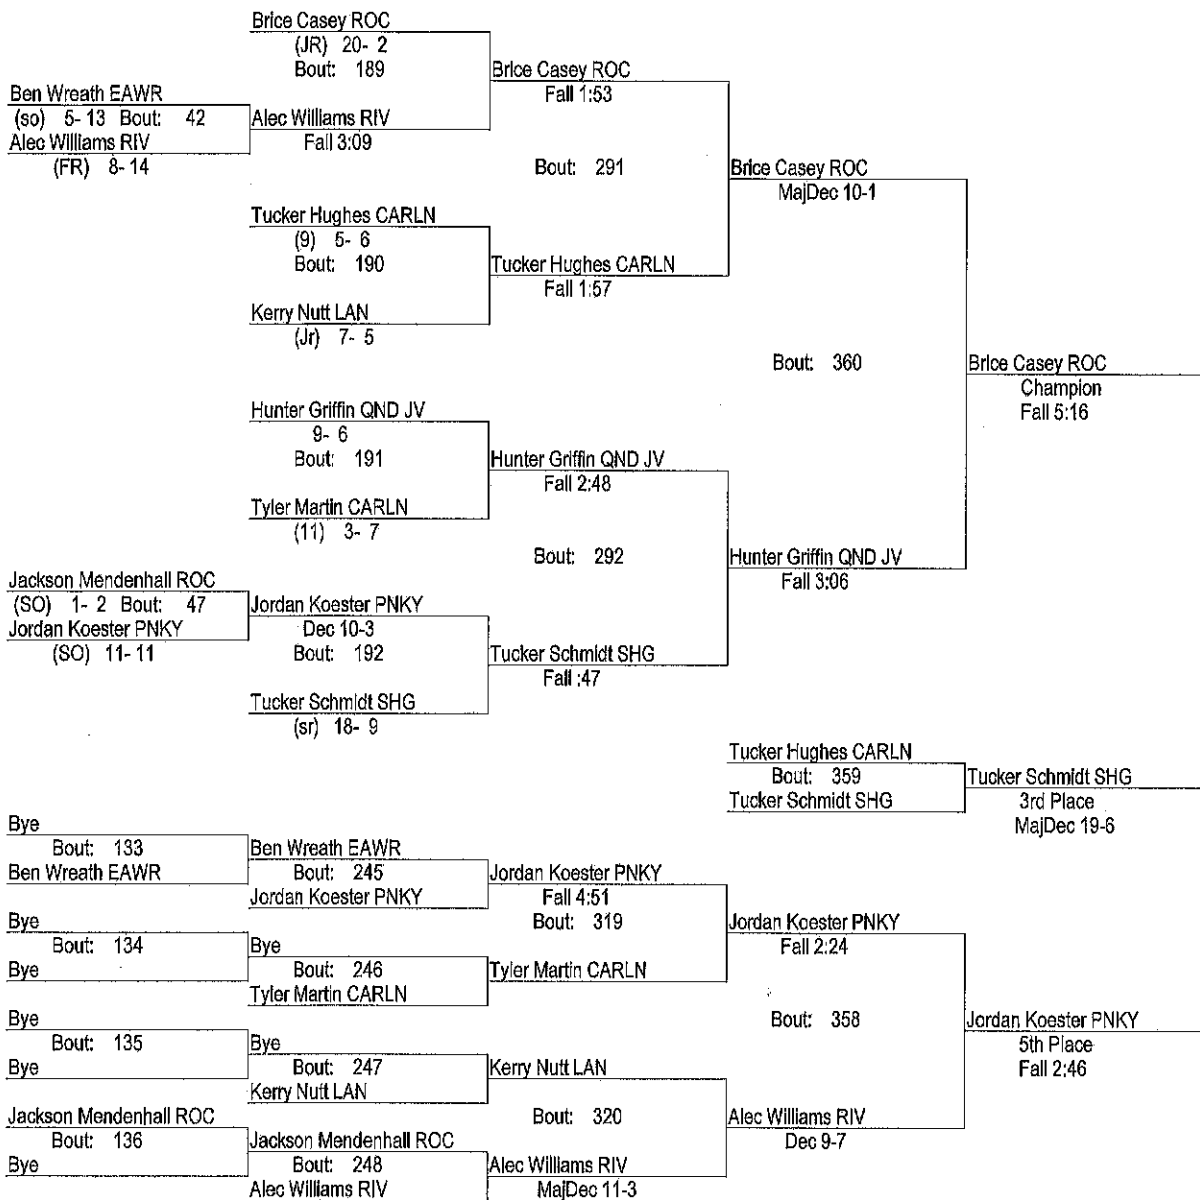 Brice Casey ROC
(JR) 20- 2
Bout: 189
Brice Casey ROC
Fall 1:53
Ben Wreath EAWR
(so) 5- 13 Bout: 42
Alec Williams RIV
(FR) 8- 14
Alec Williams RIV
Fall 3:09
Bout: 291
Brice Casey ROC
MajDec 10-1
Tucker Hughes CARLN
(9) 5- 6
Bout: 190
Tucker Hughes CARLN
Fall 1:57
Kerry Nutt LAN
(Jr) 7- 5
Bout: 360
Brice Casey ROC
Champion
Fall 5:16
Hunter Griffin QND JV
9- 6
Bout: 191
Hunter Griffin QND JV
Fall 2:48
Tyler Martin CARLN
(11) 3- 7
Bout: 292
Hunter Griffin QND JV
Fall 3:06
Jackson Mendenhall ROC
(SO) 1- 2 Bout: 47
Jordan Koester PNKY
(SO) 11- 11
Jordan Koester PNKY
Dec 10-3
Bout: 192
Tucker Schmidt SHG
Fall :47
Tucker Schmidt SHG
(sr) 18- 9
Tucker Hughes CARLN
Bout: 359
Tucker Schmidt SHG
Tucker Schmidt SHG
3rd Place
MajDec 19-6
Bye
Bout: 133
Ben Wreath EAWR
Ben Wreath EAWR
Bout: 245
Jordan Koester PNKY
Jordan Koester PNKY
Fall 4:51
Bout: 319
Jordan Koester PNKY
Fall 2:24
Bye
Bout: 134
Bye
Bye
Bout: 246
Tyler Martin CARLN
Tyler Martin CARLN
Bout: 358
Jordan Koester PNKY
5th Place
Fall 2:46
Bye
Bout: 135
Bye
Bye
Bout: 247
Kerry Nutt LAN
Kerry Nutt LAN
Bout: 320
Alec Williams RIV
Dec 9-7
Jackson Mendenhall ROC
Bout: 136
Bye
Jackson Mendenhall ROC
Bout: 248
Alec Williams RIV
Alec Williams RIV
MajDec 11-3